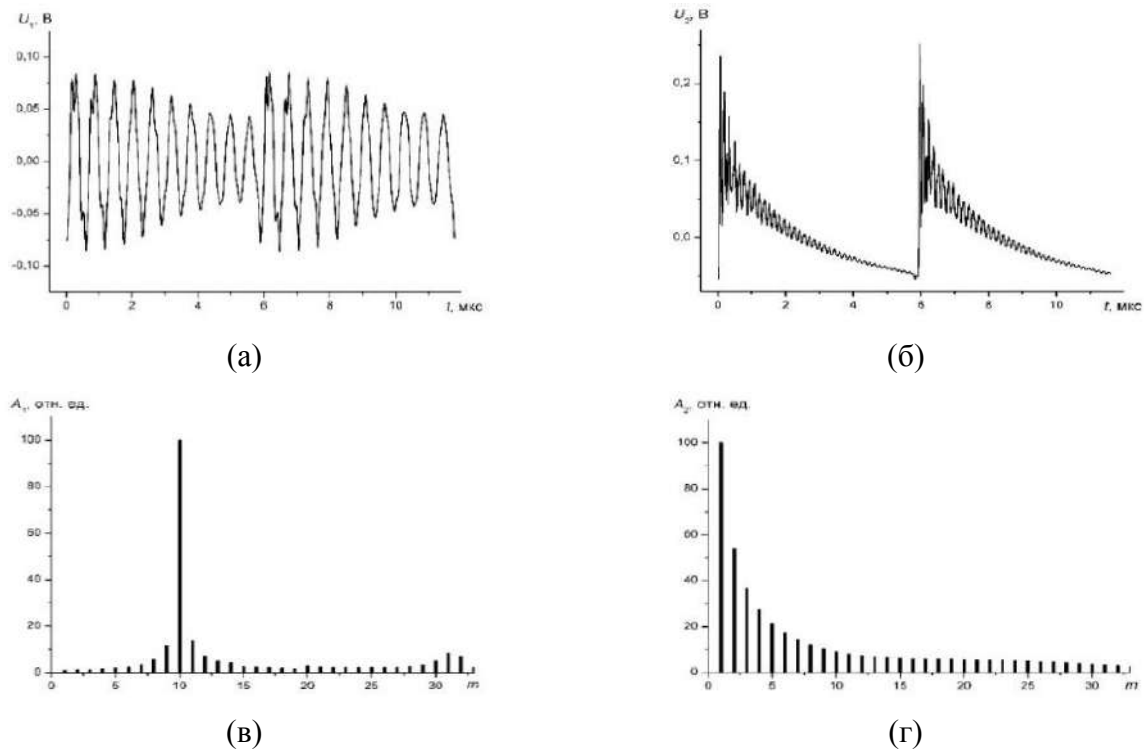 U₁, В
0,10
0,05
0,00
-0,05
-0,10
0 2 4 6 8 10 t, мкс
(а)
U₂, В
0,2
0,1
0,0
0 2 4 6 8 10 t, мкс
(б)
A₁, отн. ед.
100
80
60
40
20
0
0 5 10 15 20 25 30 m
(в)
A₂, отн. ед.
100
80
60
40
20
0
0 5 10 15 20 25 30 m
(г)